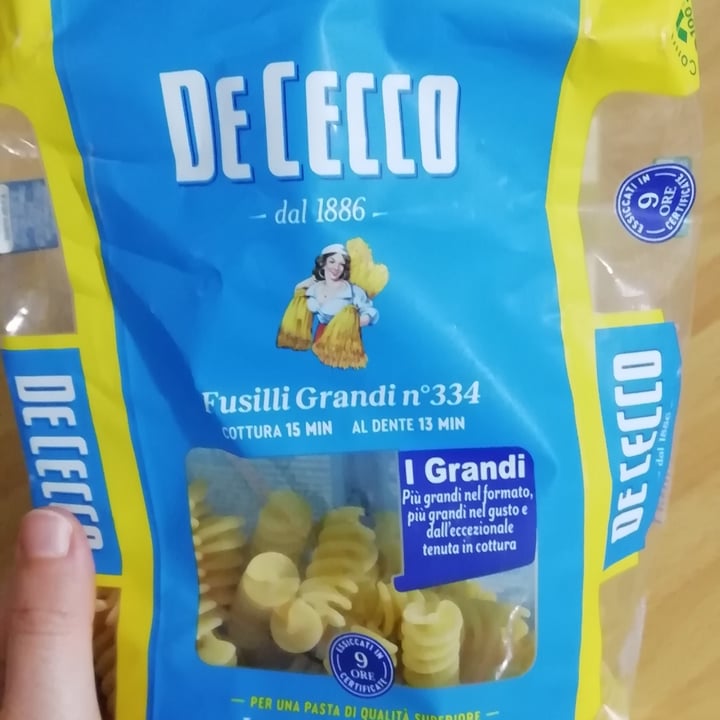 DE CECCO
dal 1886
Fusilli Grandi n°334
COTTURA 15 MIN AL DENTE 13 MIN
I Grandi
Più grandi nel formato,
più grandi nel gusto e
dall'eccezionale
tenuta in cottura
ESSICCATI IN
9
ORE
CERTIFICATE
PER UNA PASTA DI QUALITÀ SUPERIORE
DE CECCO
DE CECCO
dal 1886
ESSICCATI IN
9
ORE
CERTIFICATE